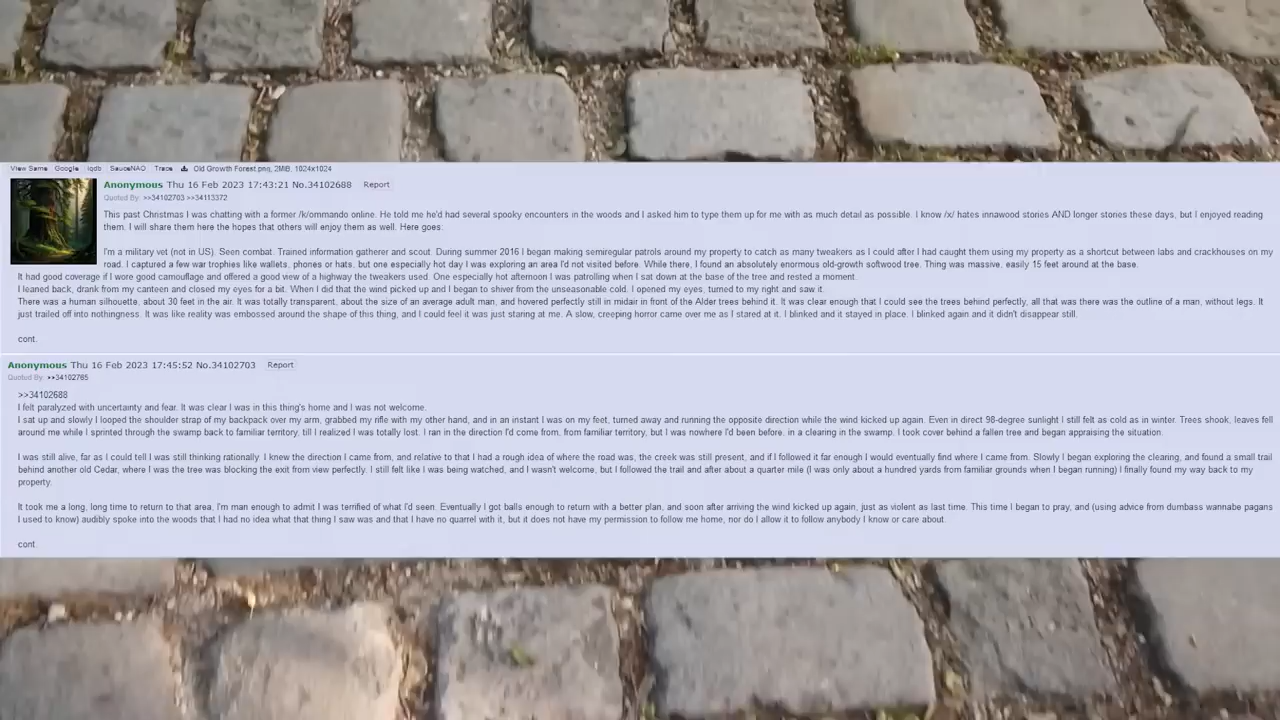 View Same Google iqdb SauceNAO Trace Old Growth Forest.png, 2MiB, 1024x1024
Anonymous Thu 16 Feb 2023 17:43:21 No.34102688 Report
Quoted By: >>34102703 >>34113372
This past Christmas I was chatting with a former /k/ommando online. He told me he'd had several spooky encounters in the woods and I asked him to type them up for me with as much detail as possible. I know /x/ hates innawood stories AND longer stories these days, but I enjoyed reading
them. I will share them here the hopes that others will enjoy them as well. Here goes:
I'm a military vet (not in US). Seen combat. Trained information gatherer and scout. During summer 2016 I began making semiregular patrols around my property to catch as many tweakers as I could after I had caught them using my property as a shortcut between labs and crackhouses on my
road. I captured a few war trophies like wallets, phones or hats, but one especially hot day I was exploring an area I'd not visited before. While there, I found an absolutely enormous old-growth softwood tree. Thing was massive, easily 15 feet around at the base.
It had good coverage if I wore good camouflage and offered a good view of a highway the tweakers used. One especially hot afternoon I was patrolling when I sat down at the base of the tree and rested a moment.
I leaned back, drank from my canteen and closed my eyes for a bit. When I did that the wind picked up and I began to shiver from the unseasonable cold. I opened my eyes, turned to my right and saw it.
There was a human silhouette, about 30 feet in the air. It was totally transparent, about the size of an average adult man, and hovered perfectly still in midair in front of the Alder trees behind it. It was clear enough that I could see the trees behind perfectly, all that was there was the outline of a man, without legs. It
just trailed off into nothingness. It was like reality was embossed around the shape of this thing, and I could feel it was just staring at me. A slow, creeping horror came over me as I stared at it. I blinked and it stayed in place. I blinked again and it didn't disappear still.
cont.
Anonymous Thu 16 Feb 2023 17:45:52 No.34102703 Report
Quoted By: >>34102765
>>34102688
I felt paralyzed with uncertainty and fear. It was clear I was in this thing's home and I was not welcome.
I sat up and slowly I looped the shoulder strap of my backpack over my arm, grabbed my rifle with my other hand, and in an instant I was on my feet, turned away and running the opposite direction while the wind kicked up again. Even in direct 98-degree sunlight I still felt as cold as in winter. Trees shook, leaves fell
around me while I sprinted through the swamp back to familiar territory, till I realized I was totally lost. I ran in the direction I'd come from, from familiar territory, but I was nowhere I'd been before, in a clearing in the swamp. I took cover behind a fallen tree and began appraising the situation.
I was still alive, far as I could tell I was still thinking rationally. I knew the direction I came from, and relative to that I had a rough idea of where the road was, the creek was still present, and if I followed it far enough I would eventually find where I came from. Slowly I began exploring the clearing, and found a small trail
behind another old Cedar, where I was the tree was blocking the exit from view perfectly. I still felt like I was being watched, and I wasn't welcome, but I followed the trail and after about a quarter mile (I was only about a hundred yards from familiar grounds when I began running) I finally found my way back to my
property.
It took me a long, long time to return to that area, I'm man enough to admit I was terrified of what I'd seen. Eventually I got balls enough to return with a better plan, and soon after arriving the wind kicked up again, just as violent as last time. This time I began to pray, and (using advice from dumbass wannabe pagans
I used to know) audibly spoke into the woods that I had no idea what that thing I saw was and that I have no quarrel with it, but it does not have my permission to follow me home, nor do I allow it to follow anybody I know or care about.
cont